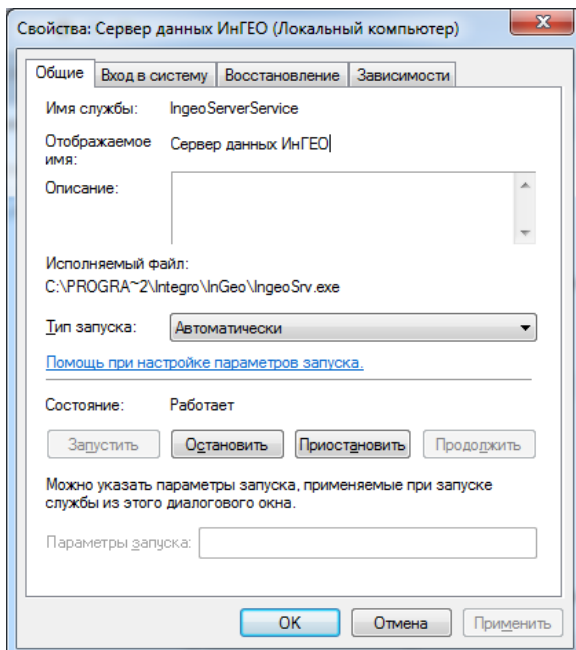 Свойства: Сервер данных ИнГЕО (Локальный компьютер)
Общие Вход в систему Восстановление Зависимости
Имя службы: IngeoServerService
Отображаемое имя: Сервер данных ИнГЕО
Описание:
Исполняемый файл:
C:\PROGRA~2\Integro\InGeo\IngeoSrv.exe
Тип запуска: Автоматически
Помощь при настройке параметров запуска.
Состояние: Работает
Запустить Остановить Приостановить Продолжить
Можно указать параметры запуска, применяемые при запуске
службы из этого диалогового окна.
Параметры запуска:
OK Отмена Применить